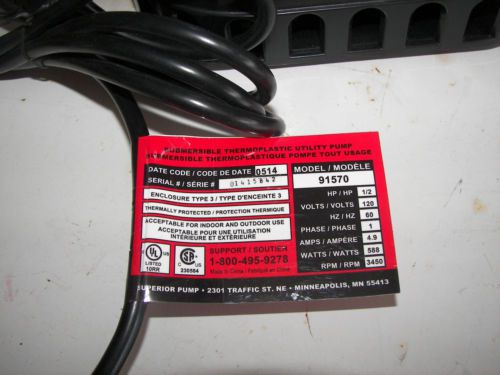 SUBMERSIBLE THERMOPLASTIC UTILITY PUMP
SUBMERSIBLE THERMOPLASTIQUE POMPE TOUT USAGE
DATE CODE / CODE DE DATE 0514
SERIAL # / SÉRIE #
ENCLOSURE TYPE 3 / TYPE D'ENCEINTE 3
THERMALLY PROTECTED / PROTECTION THERMIQUE
ACCEPTABLE FOR INDOOR AND OUTDOOR USE
ACCEPTABLE POUR UNE UTILISATION
INTÉRIEURE ET EXTÉRIEURE
UL
LISTED
10RR
C US
230584
SUPPORT / SOUTIEN
1-800-495-9278
Made in China / Fabriqué en Chine
MODEL / MODÈLE
91570
HP / HP 1/2
VOLTS / VOLTS 120
HZ / HZ 60
PHASE / PHASE 1
AMPS / AMPÈRE 4.9
WATTS / WATTS 588
RPM / RPM 3450
SUPERIOR PUMP • 2301 TRAFFIC ST. NE • MINNEAPOLIS, MN 55413